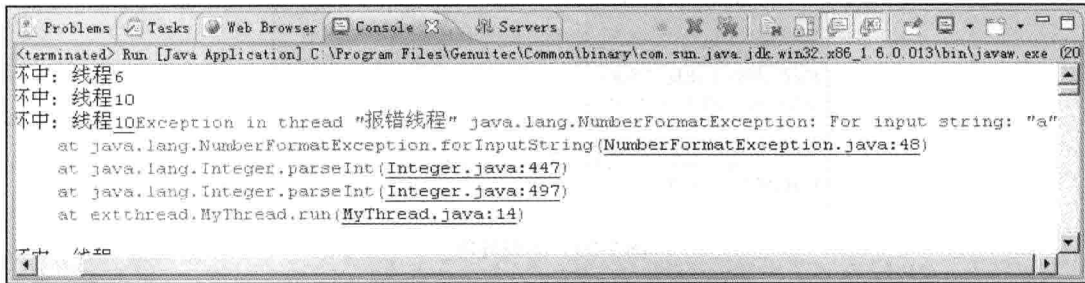 Problems Tasks Web Browser Console Servers
<terminated> Run [Java Application] C:\Program Files\Genuitec\Common\binary\com.sun.java.jdk.win32.x86_1.6.0.013\bin\javaw.exe (20
环中: 线程6
环中: 线程10
环中: 线程10Exception in thread "报错线程" java.lang.NumberFormatException: For input string: "a"
at java.lang.NumberFormatException.forInputString(NumberFormatException.java:48)
at java.lang.Integer.parseInt(Integer.java:447)
at java.lang.Integer.parseInt(Integer.java:497)
at extthread.MyThread.run(MyThread.java:14)